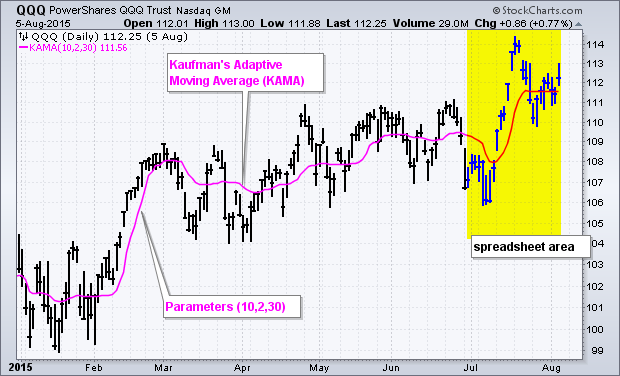 QQQ PowerShares QQQ Trust Nasdaq GM © StockCharts.com
5-Aug-2015 Open 112.01 High 113.00 Low 111.88 Last 112.25 Volume 29.0M Chg +0.86 (+0.77%)
QQQ (Daily) 112.25 (5 Aug)
KAMA(10,2,30) 111.56
Kaufman's Adaptive
Moving Average (KAMA)
Parameters (10,2,30)
spreadsheet area
114
113
112
111
110
109
108
107
106
105
104
103
102
101
100
99
2015 Feb Mar Apr May Jun Jul Aug